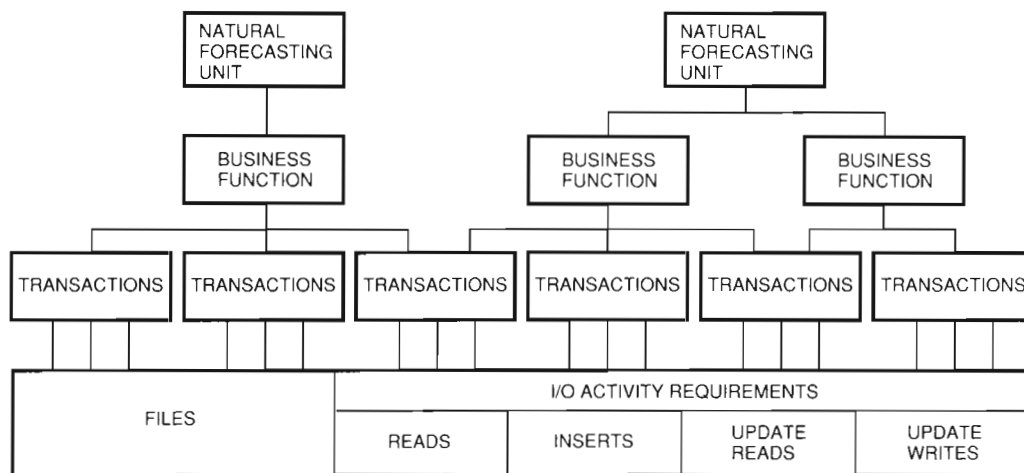 NATURAL
FORECASTING
UNIT
NATURAL
FORECASTING
UNIT
BUSINESS
FUNCTION
BUSINESS
FUNCTION
BUSINESS
FUNCTION
TRANSACTIONS
TRANSACTIONS
TRANSACTIONS
TRANSACTIONS
TRANSACTIONS
TRANSACTIONS
FILES
I/O ACTIVITY REQUIREMENTS
READS
INSERTS
UPDATE
READS
UPDATE
WRITES